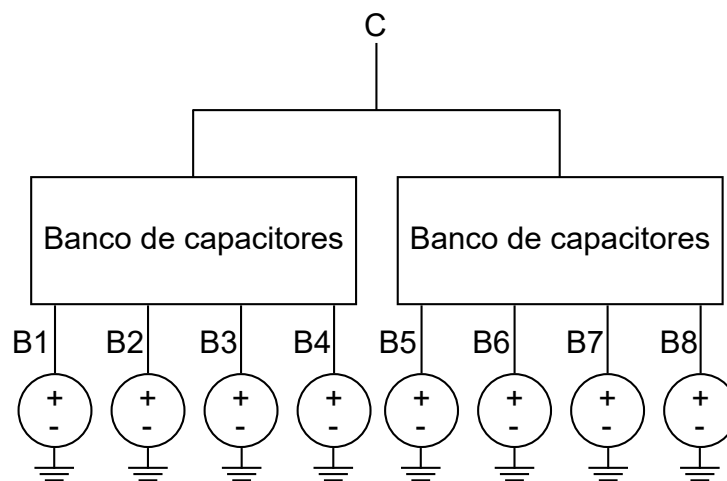 C
Banco de capacitores
Banco de capacitores
B1 B2 B3 B4 B5 B6 B7 B8
+ + + + + + + +
- - - - - - - -